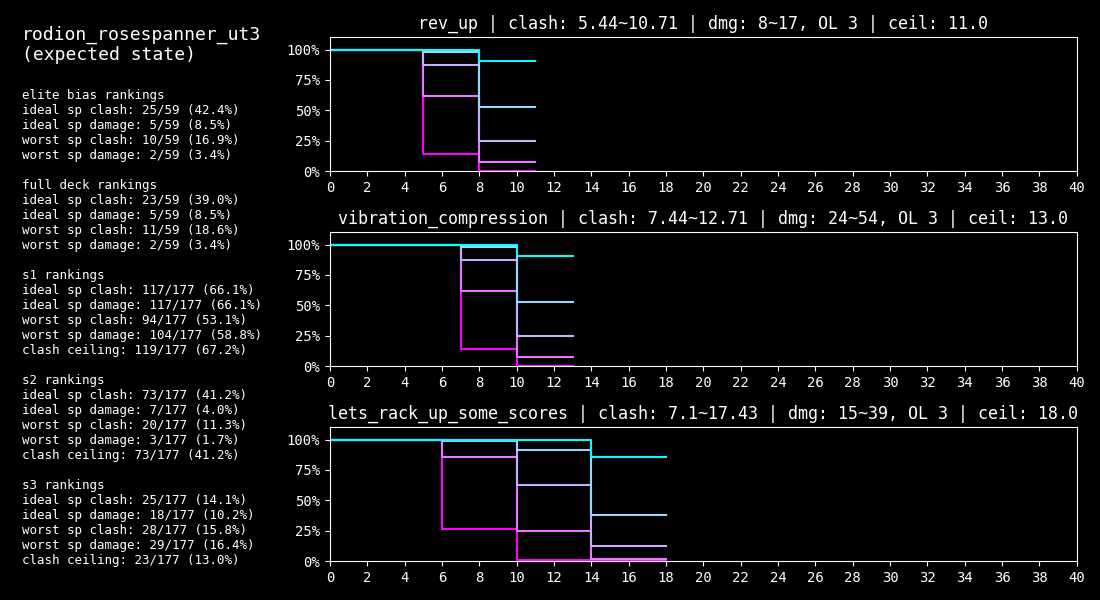 rodion_rosespanner_ut3
(expected state)
elite bias rankings
ideal sp clash: 25/59 (42.4%)
ideal sp damage: 5/59 (8.5%)
worst sp clash: 10/59 (16.9%)
worst sp damage: 2/59 (3.4%)
full deck rankings
ideal sp clash: 23/59 (39.0%)
ideal sp damage: 5/59 (8.5%)
worst sp clash: 11/59 (18.6%)
worst sp damage: 2/59 (3.4%)
s1 rankings
ideal sp clash: 117/177 (66.1%)
ideal sp damage: 117/177 (66.1%)
worst sp clash: 94/177 (53.1%)
worst sp damage: 104/177 (58.8%)
clash ceiling: 119/177 (67.2%)
s2 rankings
ideal sp clash: 73/177 (41.2%)
ideal sp damage: 7/177 (4.0%)
worst sp clash: 20/177 (11.3%)
worst sp damage: 3/177 (1.7%)
clash ceiling: 73/177 (41.2%)
s3 rankings
ideal sp clash: 25/177 (14.1%)
ideal sp damage: 18/177 (10.2%)
worst sp clash: 28/177 (15.8%)
worst sp damage: 29/177 (16.4%)
clash ceiling: 23/177 (13.0%)
rev_up | clash: 5.44~10.71 | dmg: 8~17, OL 3 | ceil: 11.0
100%
75%
50%
25%
0%
0 2 4 6 8 10 12 14 16 18 20 22 24 26 28 30 32 34 36 38 40
vibration_compression | clash: 7.44~12.71 | dmg: 24~54, OL 3 | ceil: 13.0
100%
75%
50%
25%
0%
0 2 4 6 8 10 12 14 16 18 20 22 24 26 28 30 32 34 36 38 40
lets_rack_up_some_scores | clash: 7.1~17.43 | dmg: 15~39, OL 3 | ceil: 18.0
100%
75%
50%
25%
0%
0 2 4 6 8 10 12 14 16 18 20 22 24 26 28 30 32 34 36 38 40